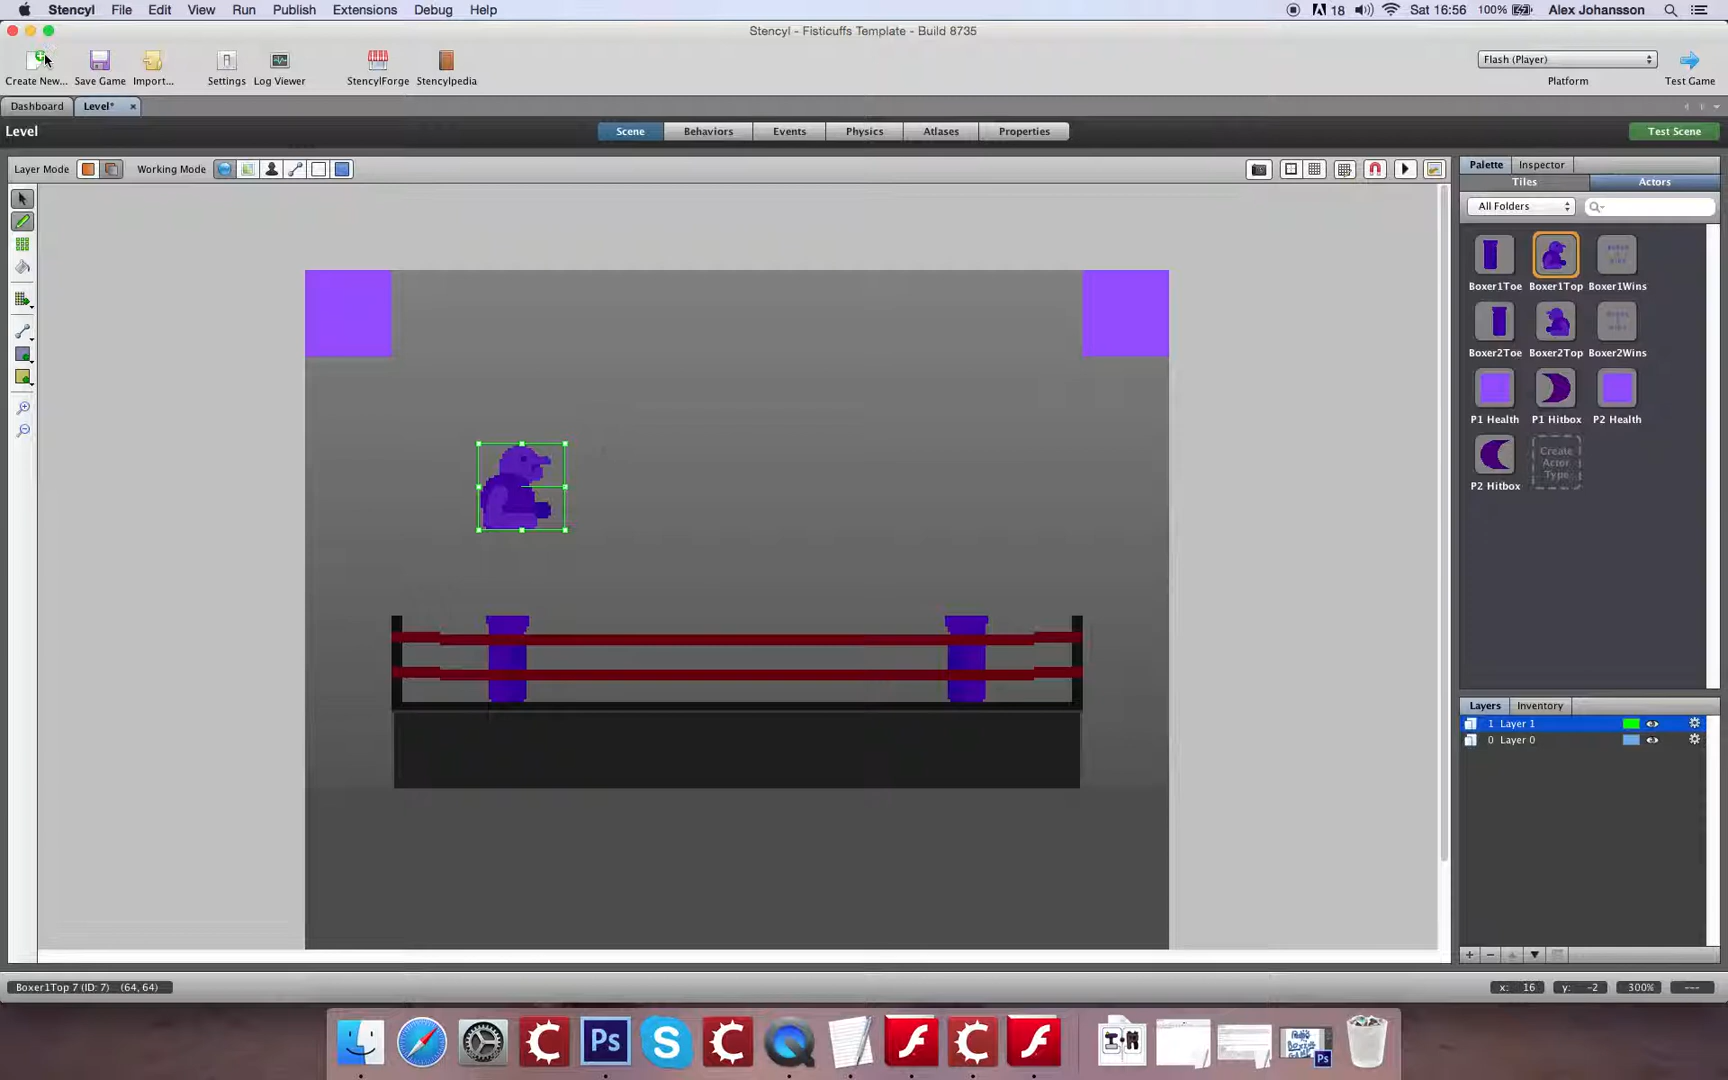 Stencyl File Edit View Run Publish Extensions Debug Help 18 Sat 16:56 100% Alex Johansson
Stencyl - Fisticuffs Template - Build 8735
Create New... Save Game Import... Settings Log Viewer StencylForge Stencylpedia Flash (Player) Platform Test Game
Dashboard Level*
Level Scene Behaviors Events Physics Atlases Properties Test Scene
Layer Mode Working Mode Palette Inspector
Tiles Actors
All Folders
Boxer1Toe Boxer1Top Boxer1Wins
Boxer2Toe Boxer2Top Boxer2Wins
P1 Health P1 Hitbox P2 Health
Create
Actor
Type
P2 Hitbox
Layers Inventory
1 Layer 1
0 Layer 0
Boxer1Top 7 (ID: 7) (64, 64) x: 16 y: -2 300% ---
Ps
Ps